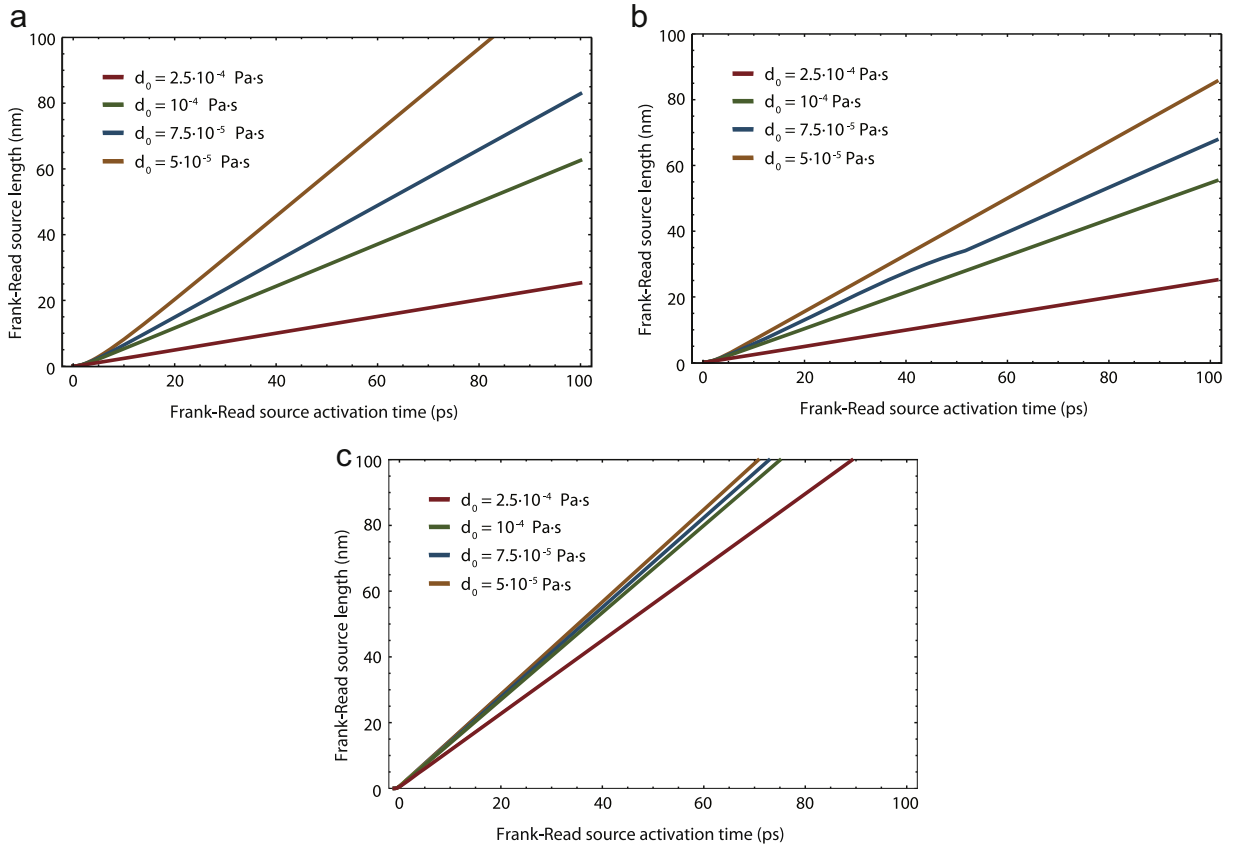 a
100
80
60
40
20
0
Frank-Read source length (nm)
d₀ = 2.5·10⁻⁴ Pa·s
d₀ = 10⁻⁴ Pa·s
d₀ = 7.5·10⁻⁵ Pa·s
d₀ = 5·10⁻⁵ Pa·s
0 20 40 60 80 100
Frank-Read source activation time (ps)
b
100
80
60
40
20
0
Frank-Read source length (nm)
d₀ = 2.5·10⁻⁴ Pa·s
d₀ = 10⁻⁴ Pa·s
d₀ = 7.5·10⁻⁵ Pa·s
d₀ = 5·10⁻⁵ Pa·s
0 20 40 60 80 100
Frank-Read source activation time (ps)
c
100
80
60
40
20
0
Frank-Read source length (nm)
d₀ = 2.5·10⁻⁴ Pa·s
d₀ = 10⁻⁴ Pa·s
d₀ = 7.5·10⁻⁵ Pa·s
d₀ = 5·10⁻⁵ Pa·s
0 20 40 60 80 100
Frank-Read source activation time (ps)